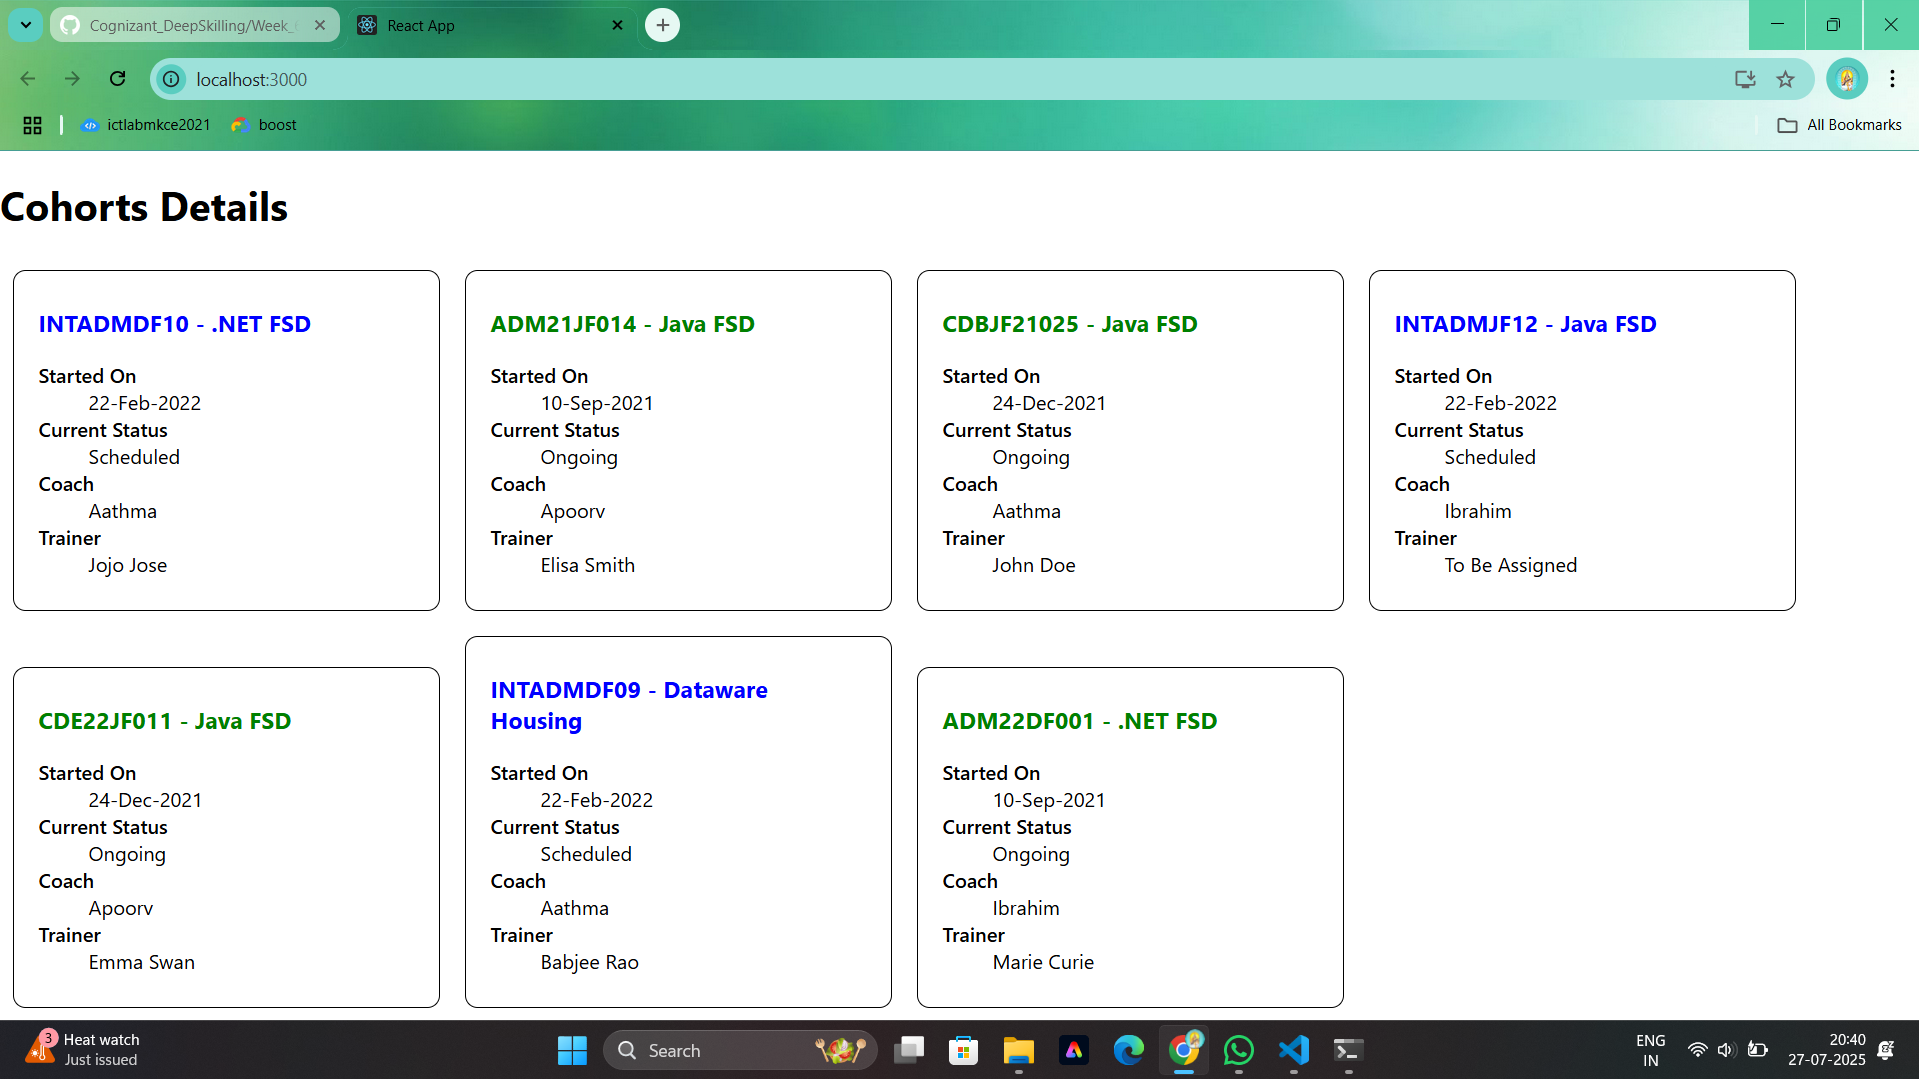 Cognizant_DeepSkilling/Week_
React App
localhost:3000
ictlabmkce2021
boost
All Bookmarks
Cohorts Details
INTADMDF10 - .NET FSD
Started On
22-Feb-2022
Current Status
Scheduled
Coach
Aathma
Trainer
Jojo Jose
ADM21JF014 - Java FSD
Started On
10-Sep-2021
Current Status
Ongoing
Coach
Apoorv
Trainer
Elisa Smith
CDBJF21025 - Java FSD
Started On
24-Dec-2021
Current Status
Ongoing
Coach
Aathma
Trainer
John Doe
INTADMJF12 - Java FSD
Started On
22-Feb-2022
Current Status
Scheduled
Coach
Ibrahim
Trainer
To Be Assigned
CDE22JF011 - Java FSD
Started On
24-Dec-2021
Current Status
Ongoing
Coach
Apoorv
Trainer
Emma Swan
INTADMDF09 - Dataware
Housing
Started On
22-Feb-2022
Current Status
Scheduled
Coach
Aathma
Trainer
Babjee Rao
ADM22DF001 - .NET FSD
Started On
10-Sep-2021
Current Status
Ongoing
Coach
Ibrahim
Trainer
Marie Curie
3
Heat watch
Just issued
Search
ENG
IN
20:40
27-07-2025